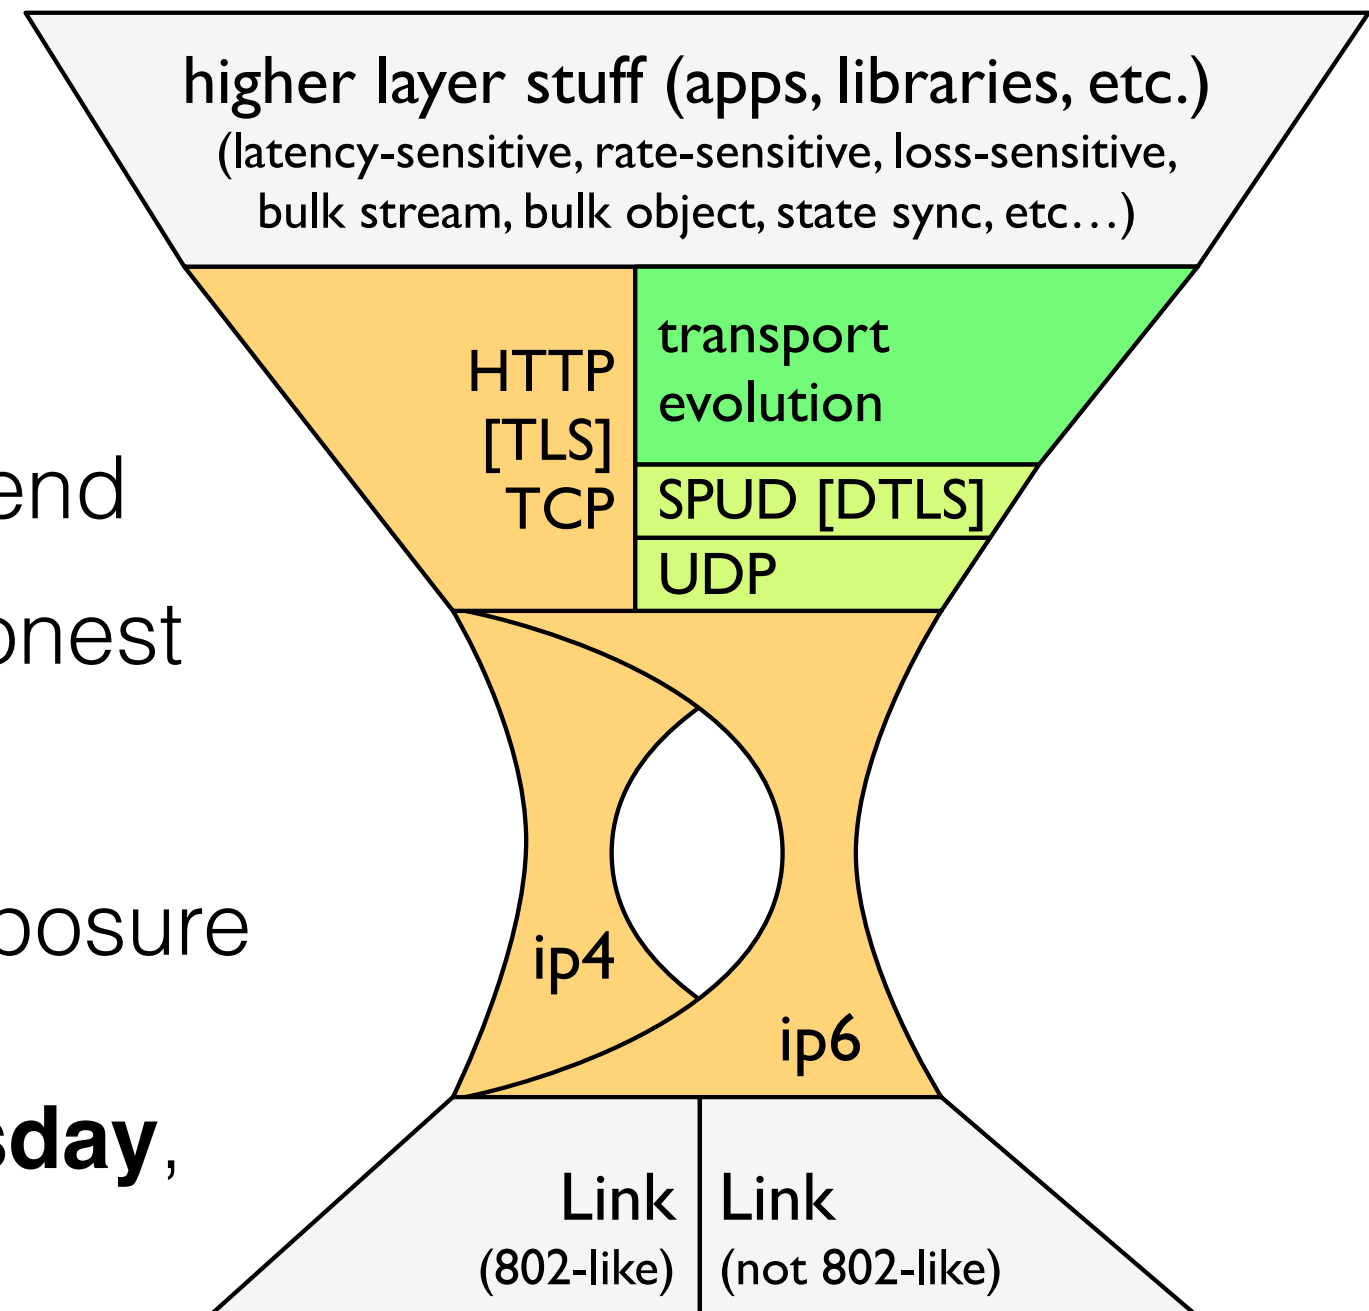 higher layer stuff (apps, libraries, etc.)
(latency-sensitive, rate-sensitive, loss-sensitive,
bulk stream, bulk object, state sync, etc…)
HTTP
[TLS]
TCP
transport
evolution
SPUD [DTLS]
UDP
end
onest
posure
sday,
ip4
ip6
Link
(802-like)
Link
(not 802-like)